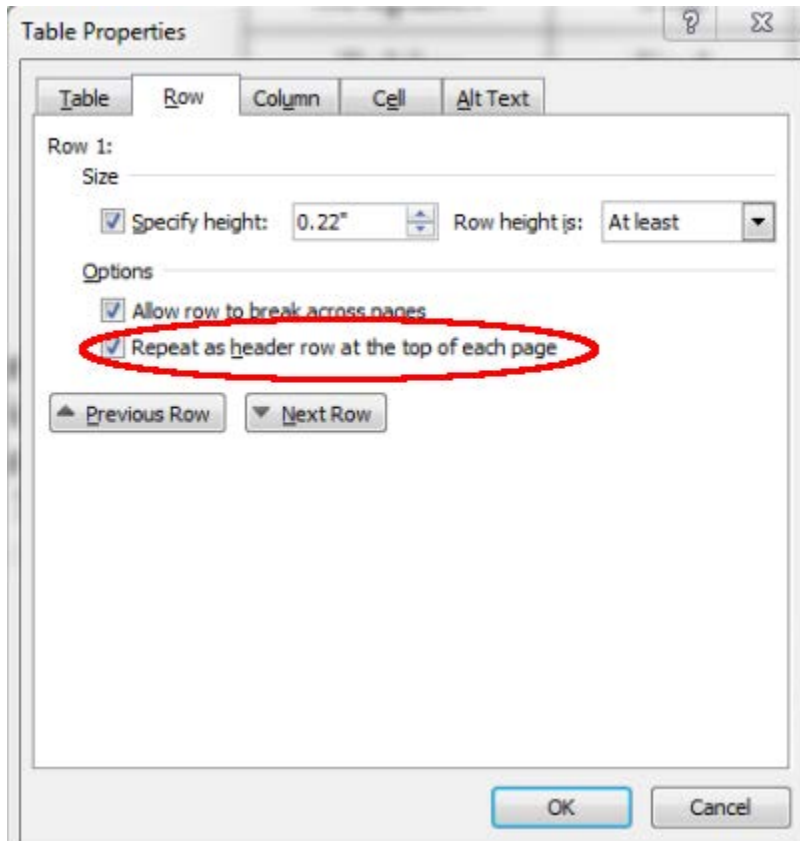 Table Properties
?
Table Row Column Cell Alt Text
Row 1:
Size
Specify height: 0.22" Row height is: At least
Options
Allow row to break across pages
Repeat as header row at the top of each page
Previous Row Next Row
OK Cancel